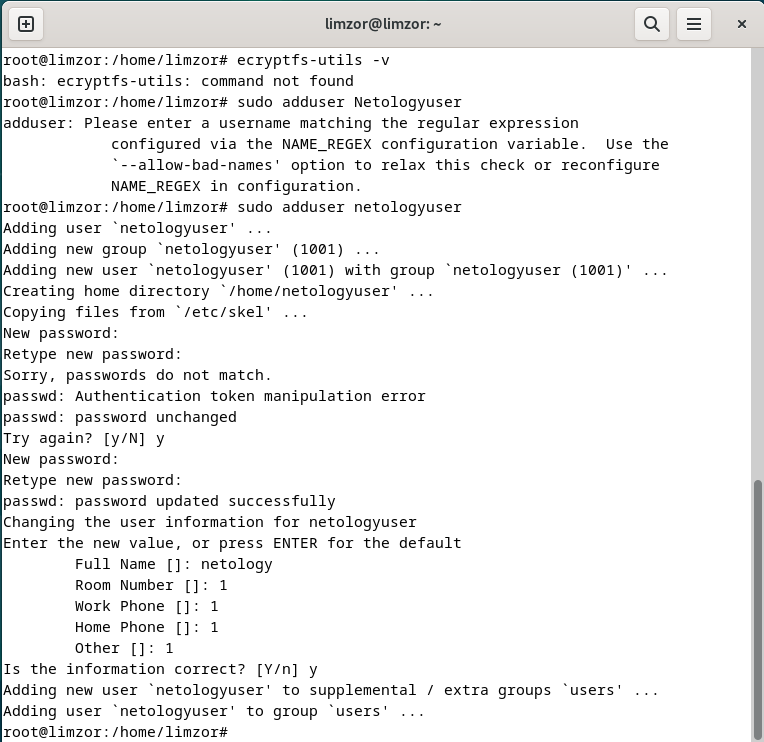 limzor@limzor: ~
root@limzor:/home/limzor# ecryptfs-utils -v
bash: ecryptfs-utils: command not found
root@limzor:/home/limzor# sudo adduser Netologyuser
adduser: Please enter a username matching the regular expression
            configured via the NAME_REGEX configuration variable.  Use the
            `--allow-bad-names' option to relax this check or reconfigure
            NAME_REGEX in configuration.
root@limzor:/home/limzor# sudo adduser netologyuser
Adding user `netologyuser' ...
Adding new group `netologyuser' (1001) ...
Adding new user `netologyuser' (1001) with group `netologyuser (1001)' ...
Creating home directory `/home/netologyuser' ...
Copying files from `/etc/skel' ...
New password:
Retype new password:
Sorry, passwords do not match.
passwd: Authentication token manipulation error
passwd: password unchanged
Try again? [y/N] y
New password:
Retype new password:
passwd: password updated successfully
Changing the user information for netologyuser
Enter the new value, or press ENTER for the default
        Full Name []: netology
        Room Number []: 1
        Work Phone []: 1
        Home Phone []: 1
        Other []: 1
Is the information correct? [Y/n] y
Adding new user `netologyuser' to supplemental / extra groups `users' ...
Adding user `netologyuser' to group `users' ...
root@limzor:/home/limzor#